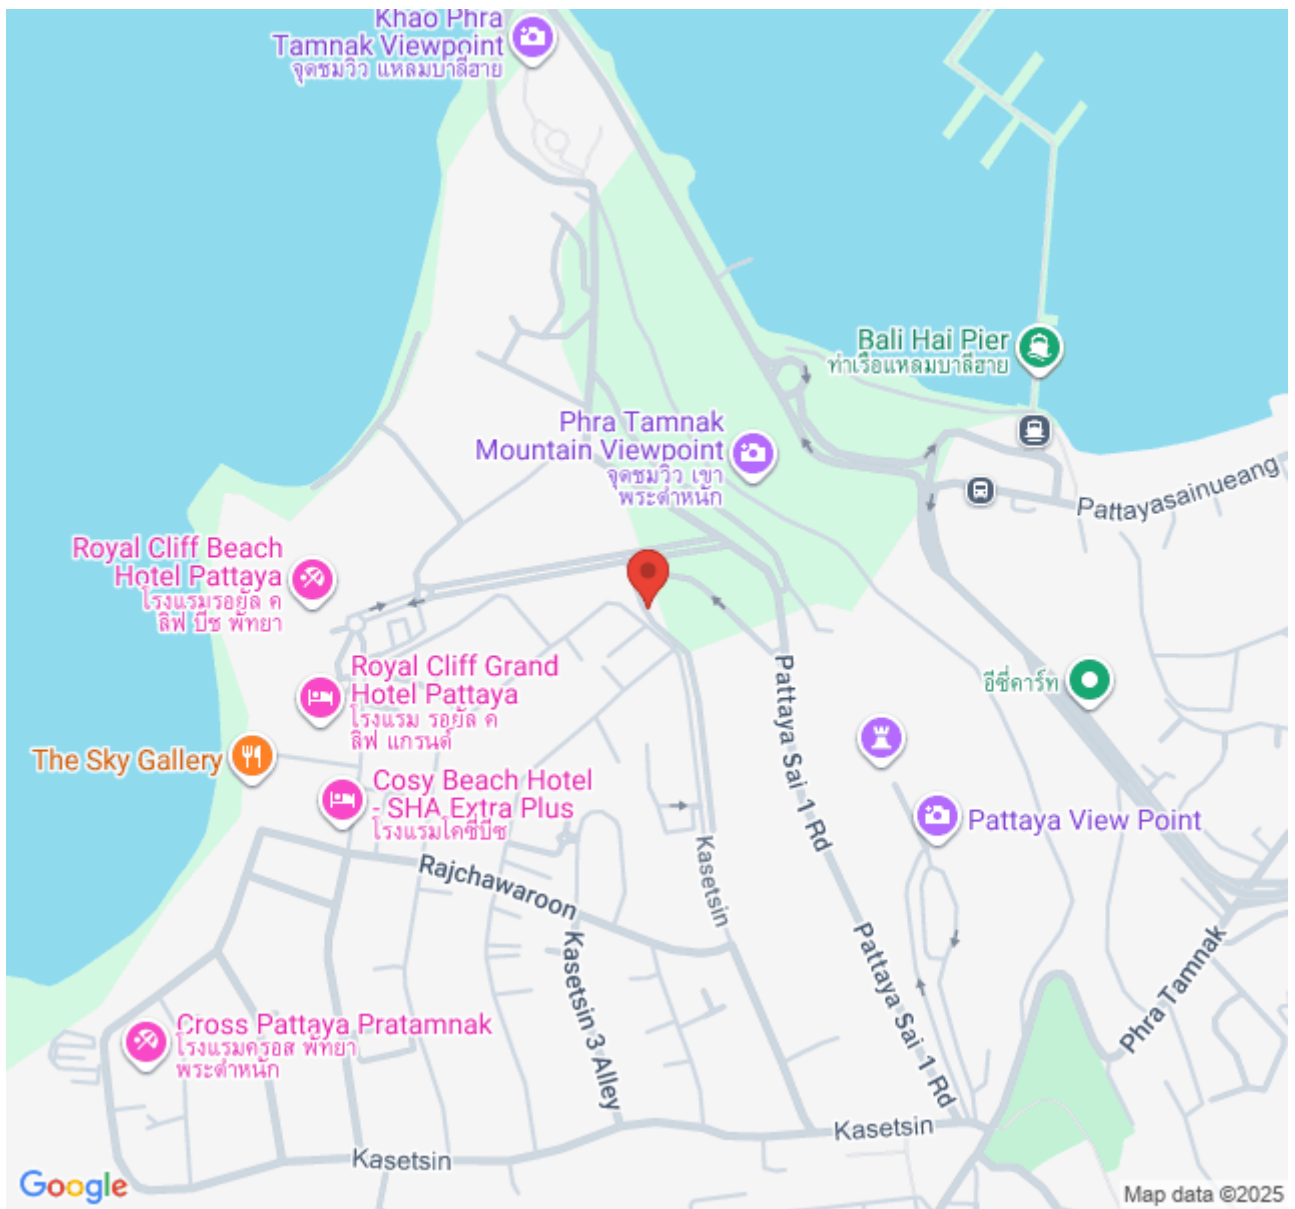 Khao Phra
Tamnak Viewpoint
จุดชมวิว แหลมบาลีฮาย
Bali Hai Pier
ท่าเรือแหลมบาลีฮาย
Phra Tamnak
Mountain Viewpoint
จุดชมวิว เขา
พระตำหนัก
Pattayasainueang
Royal Cliff Beach
Hotel Pattaya
โรงแรมรอยัล ค
ลิฟ บีช พัทยา
Royal Cliff Grand
Hotel Pattaya
โรงแรม รอยัล ค
ลิฟ แกรนด์
อีซี่คาร์ท
The Sky Gallery
Cosy Beach Hotel
- SHA Extra Plus
โรงแรมโคซี่บีช
Pattaya Sai 1 Rd
Pattaya View Point
Rajchawaroon
Kasetsin
Kasetsin 3 Alley
Pattaya Sai 1 Rd
Phra Tamnak
Cross Pattaya Pratamnak
โรงแรมครอส พัทยา
พระตำหนัก
Kasetsin
Kasetsin
Google
Map data ©2025